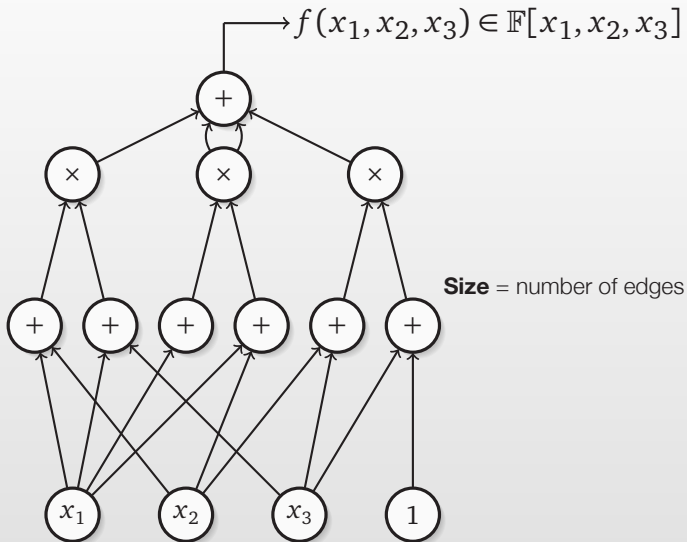 f(x₁, x₂, x₃) ∈ 𝔽[x₁, x₂, x₃]
+
× × ×
+ + + + + +
Size = number of edges
x₁ x₂ x₃ 1